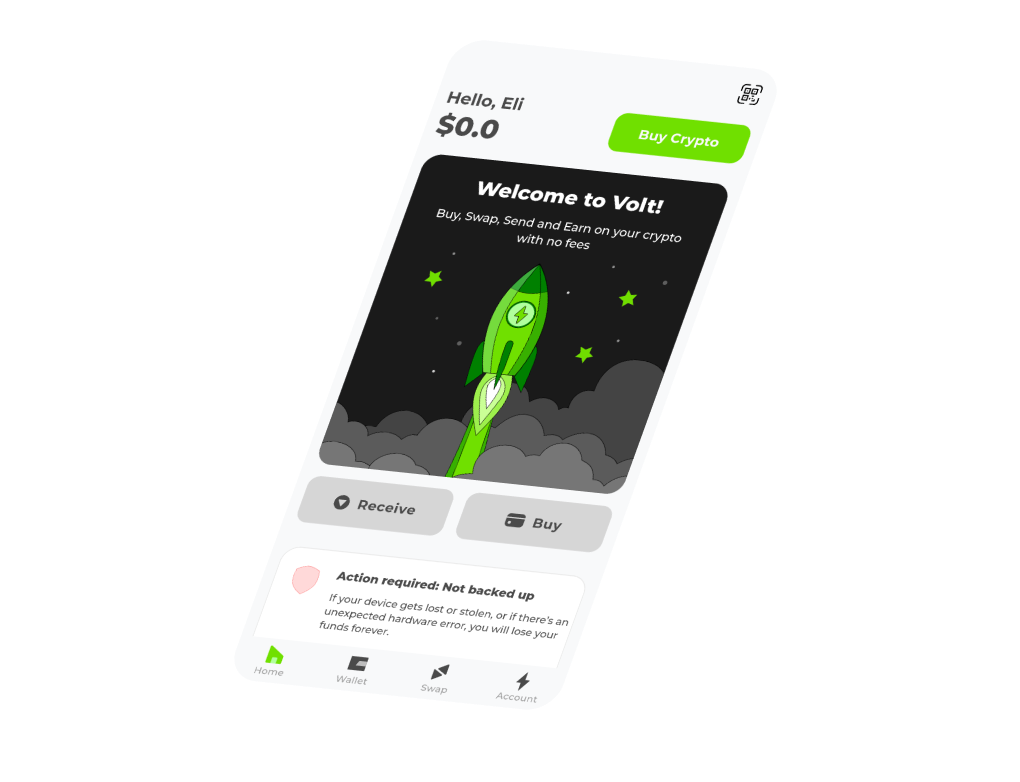 Hello, Eli
$0.0
Buy Crypto
Welcome to Volt!
Buy, Swap, Send and Earn on your crypto
with no fees
Receive
Buy
Action required: Not backed up
If your device gets lost or stolen, or if there's an
unexpected hardware error, you will lose your
funds forever.
Home
Wallet
Swap
Account